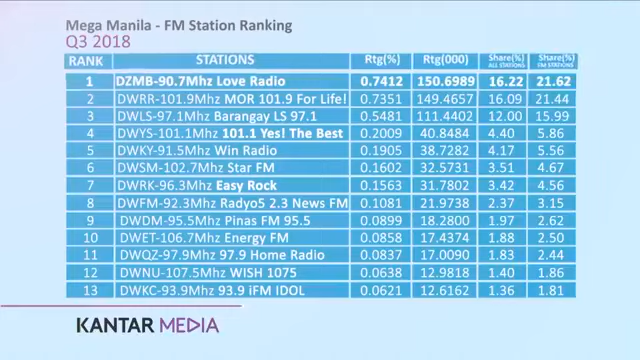 Mega Manila - FM Station Ranking
Q3 2018
RANK STATIONS Rtg(%) Rtg(000) Share(%) ALL STATIONS Share(%) FM STATIONS
1 DZMB-90.7Mhz Love Radio 0.7412 150.6989 16.22 21.62
2 DWRR-101.9Mhz MOR 101.9 For Life! 0.7351 149.4657 16.09 21.44
3 DWLS-97.1Mhz Barangay LS 97.1 0.5481 111.4402 12.00 15.99
4 DWYS-101.1Mhz 101.1 Yes! The Best 0.2009 40.8484 4.40 5.86
5 DWKY-91.5Mhz Win Radio 0.1905 38.7282 4.17 5.56
6 DWSM-102.7Mhz Star FM 0.1602 32.5731 3.51 4.67
7 DWRK-96.3Mhz Easy Rock 0.1563 31.7802 3.42 4.56
8 DWFM-92.3Mhz Radyo5 2.3 News FM 0.1081 21.9738 2.37 3.15
9 DWDM-95.5Mhz Pinas FM 95.5 0.0899 18.2800 1.97 2.62
10 DWET-106.7Mhz Energy FM 0.0858 17.4374 1.88 2.50
11 DWQZ-97.9Mhz 97.9 Home Radio 0.0837 17.0090 1.83 2.44
12 DWNU-107.5Mhz WISH 1075 0.0638 12.9818 1.40 1.86
13 DWKC-93.9Mhz 93.9 iFM IDOL 0.0621 12.6162 1.36 1.81
KANTAR MEDIA